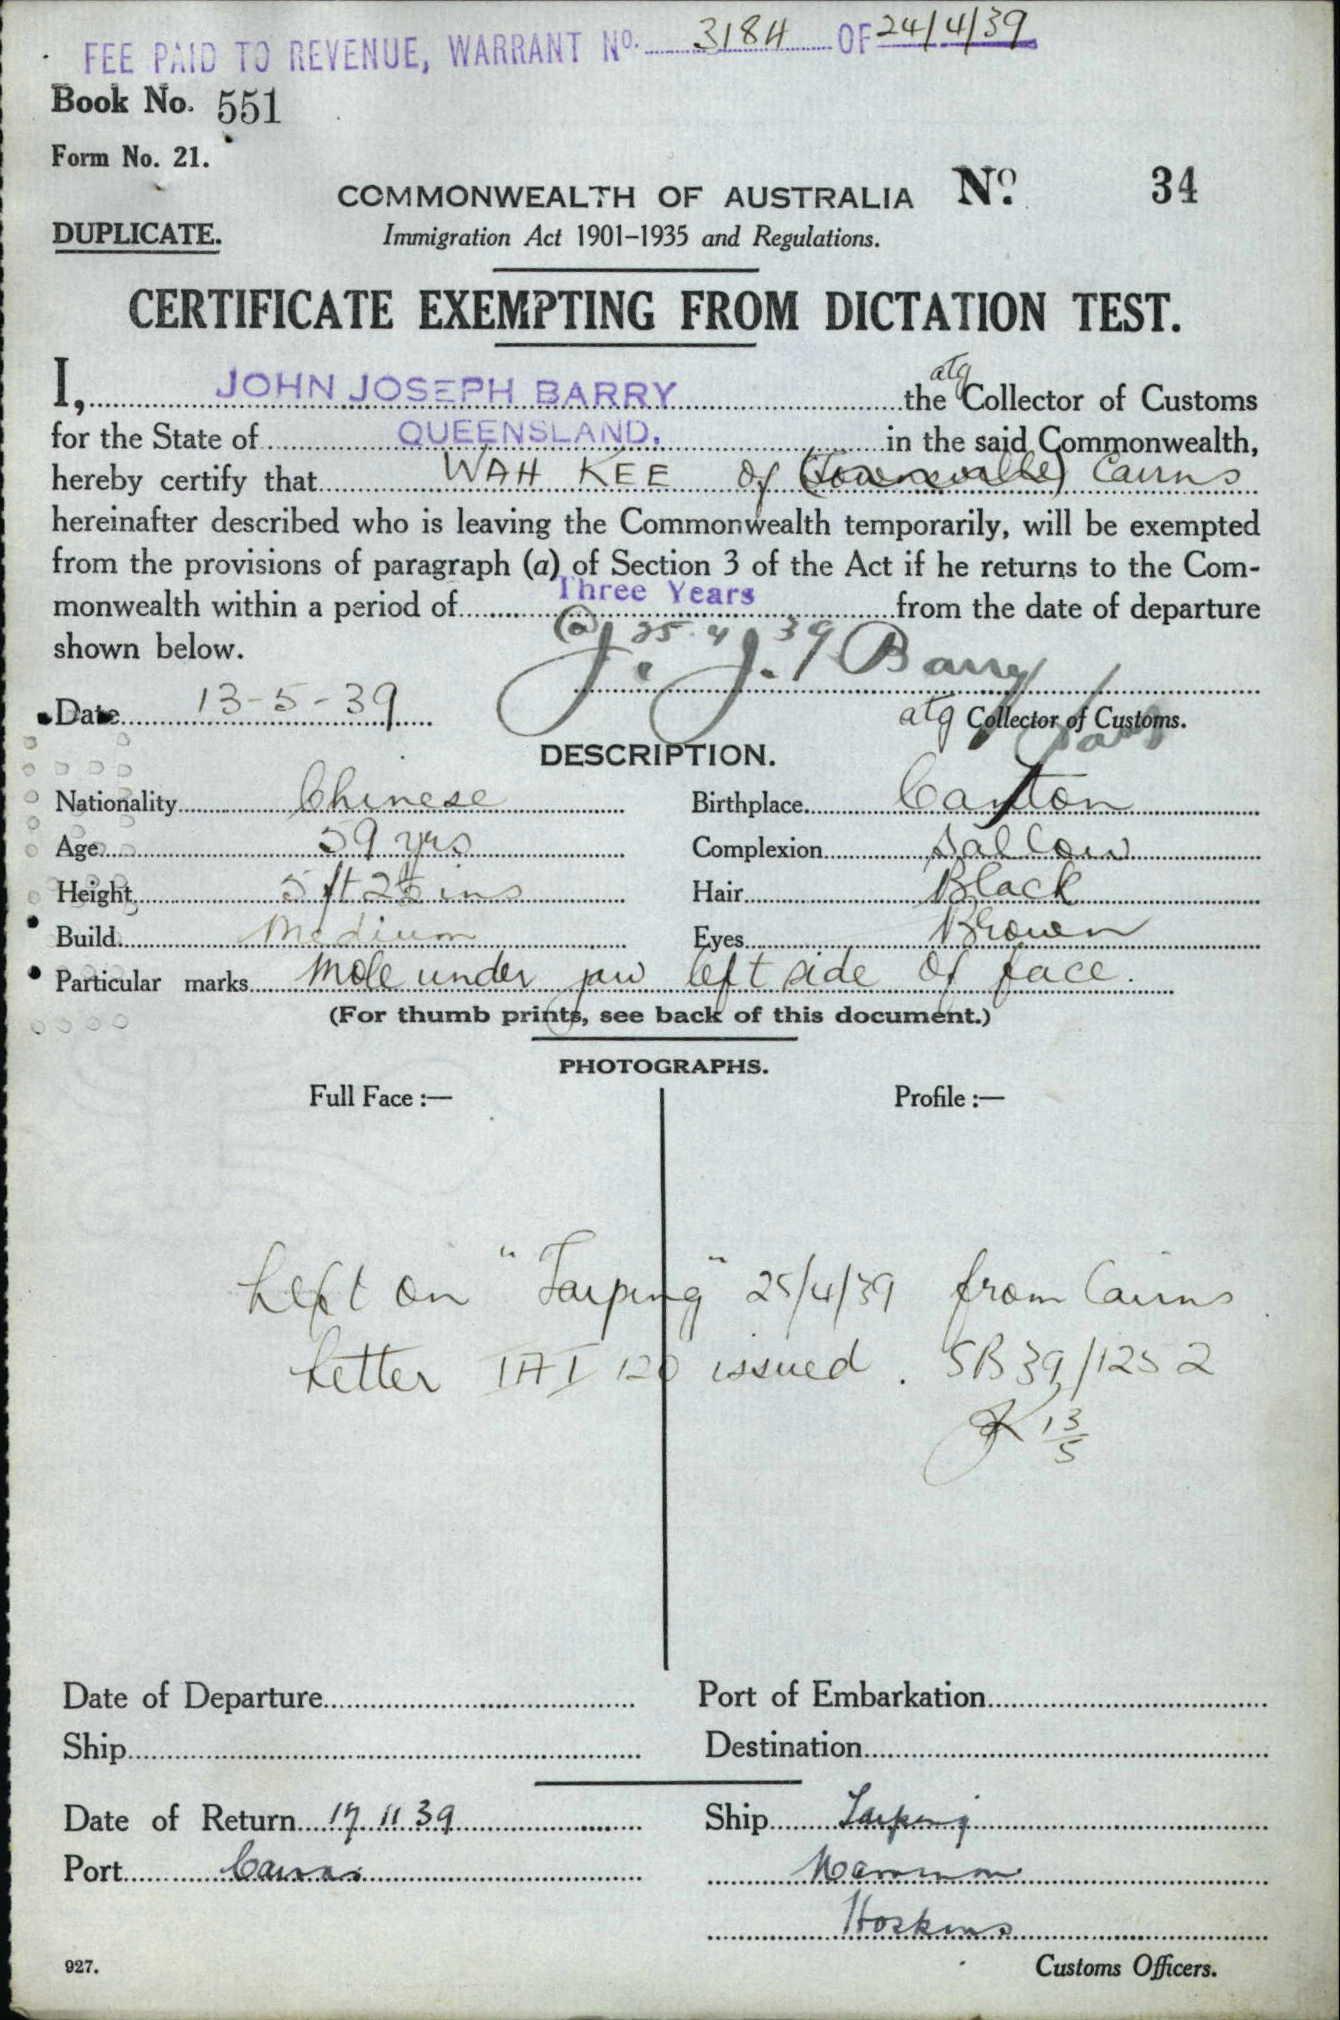 FEE PAID TO REVENUE, WARRANT No. 3184 OF 24/4/39
Book No. 551
Form No. 21.
COMMONWEALTH OF AUSTRALIA No. 34
DUPLICATE.
Immigration Act 1901-1935 and Regulations.
CERTIFICATE EXEMPTING FROM DICTATION TEST.
I, JOHN JOSEPH BARRY the atg Collector of Customs
for the State of QUEENSLAND. in the said Commonwealth,
hereby certify that WAH KEE of (Townsville) Cairns
hereinafter described who is leaving the Commonwealth temporarily, will be exempted
from the provisions of paragraph (a) of Section 3 of the Act if he returns to the Com-
monwealth within a period of Three Years from the date of departure
shown below. (a) 25.4.39
J. J. Barry
Date 13-5-39 atg Collector of Customs.
DESCRIPTION.
Nationality Chinese Birthplace Canton
Age 59 yrs Complexion Sallow
Height 5 ft 2½ ins Hair Black
Build Medium Eyes Brown
Particular marks Mole under jaw left side of face.
(For thumb prints, see back of this document.)
PHOTOGRAPHS.
Full Face :— Profile :—
Left on "Taiping" 25/4/39 from Cairns
Letter IAI 120 issued. SB 39/1252
13/5
Date of Departure Port of Embarkation
Ship Destination
Date of Return 17.11.39 Ship Taiping
Port Cairns
Hoskins
927. Customs Officers.